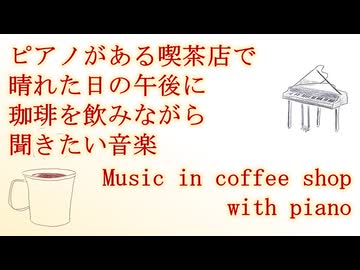 ピアノがある喫茶店で
晴れた日の午後に
珈琲を飲みながら
聞きたい音楽
Music in coffee shop
with piano